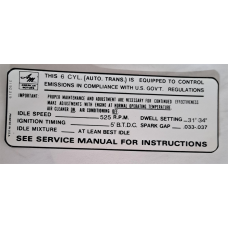 THIS 6 CYL. (AUTO. TRANS.) IS EQUIPPED TO CONTROL
EMISSIONS IN COMPLIANCE WITH U.S. GOV'T. REGULATIONS
IMPORTANT: PROPER MAINTENANCE AND ADJUSTMENT ARE NECESSARY FOR CONTINUED EFFECTIVENESS
MAKE ADJUSTMENTS WITH ENGINE AT NORMAL OPERATING TEMPERATURE.
AIR CLEANER ON AIR CONDITIONING OFF
IDLE SPEED 525 R.P.M. DWELL SETTING 31°34°
IGNITION TIMING 5° B.T.D.C. SPARK GAP .033-.037
IDLE MIXTURE AT LEAN BEST IDLE
SEE SERVICE MANUAL FOR INSTRUCTIONS